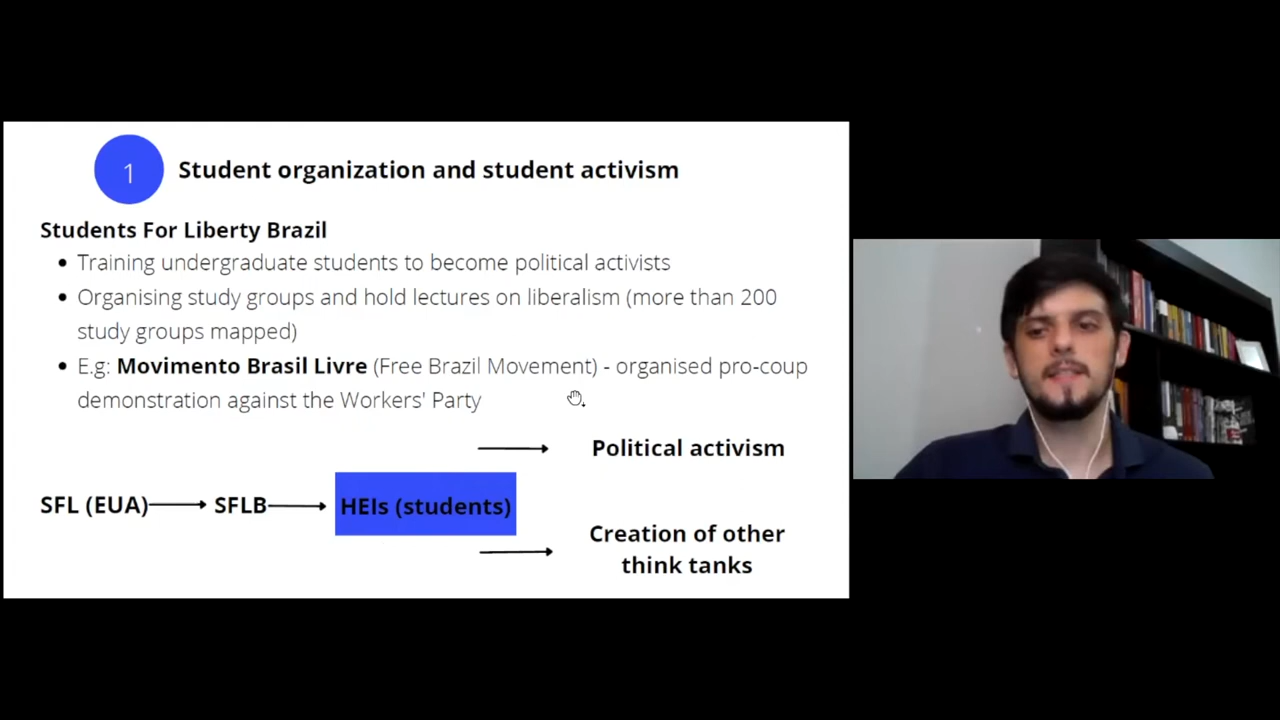 1
Student organization and student activism
Students For Liberty Brazil
• Training undergraduate students to become political activists
• Organising study groups and hold lectures on liberalism (more than 200
study groups mapped)
• E.g: Movimento Brasil Livre (Free Brazil Movement) - organised pro-coup
demonstration against the Workers' Party
Political activism
SFL (EUA) SFLB HEIs (students)
Creation of other
think tanks